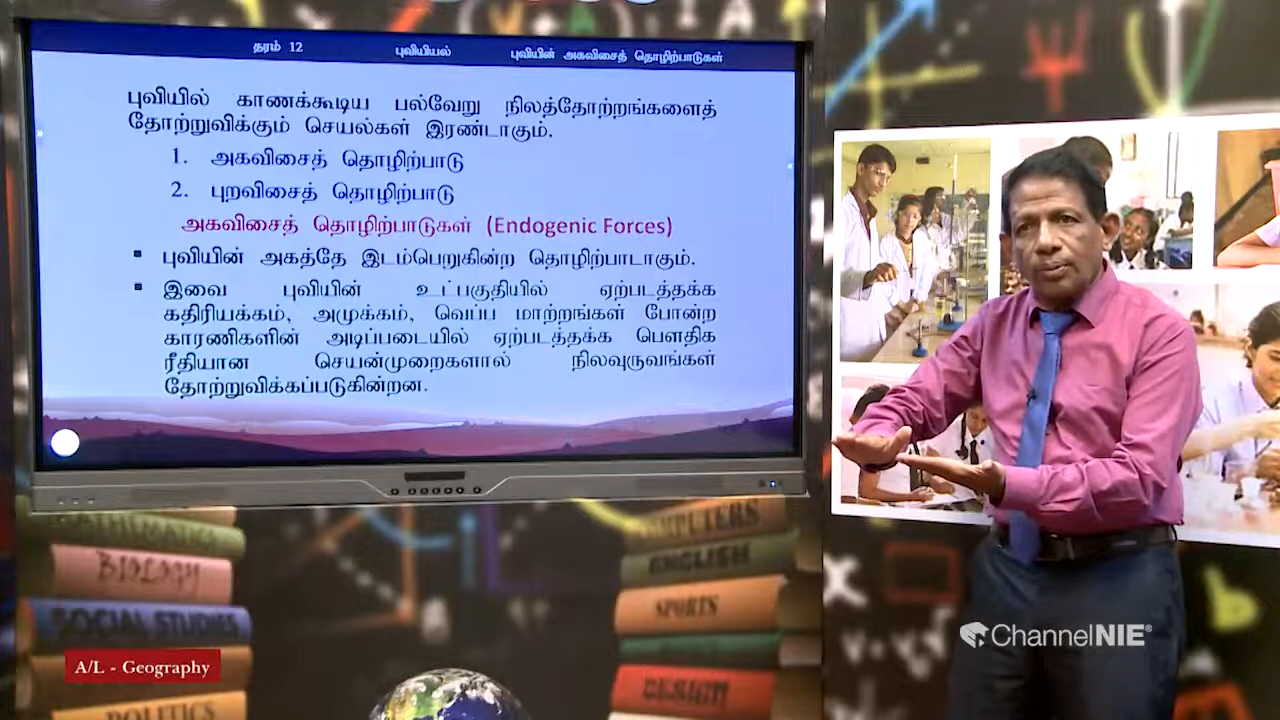 தரம் 12 புவியியல் புவியின் அகவிசைத் தொழிற்பாடுகள்
புவியில் காணக்கூடிய பல்வேறு நிலத்தோற்றங்களைத்
தோற்றுவிக்கும் செயல்கள் இரண்டாகும்.
1. அகவிசைத் தொழிற்பாடு
2. புறவிசைத் தொழிற்பாடு
அகவிசைத் தொழிற்பாடுகள் (Endogenic Forces)
▪ புவியின் அகத்தே இடம்பெறுகின்ற தொழிற்பாடாகும்.
▪ இவை புவியின் உட்பகுதியில் ஏற்படத்தக்க
கதிரியக்கம், அமுக்கம், வெப்ப மாற்றங்கள் போன்ற
காரணிகளின் அடிப்படையில் ஏற்படத்தக்க பௌதிக
ரீதியான செயன்முறைகளால் நிலவுருவங்கள்
தோற்றுவிக்கப்படுகின்றன.
MATHEMATICS
BIOLOGY
SOCIAL STUDIES
POLITICS
COMPUTERS
ENGLISH
SPORTS
DESIGN
A/L - Geography
ChannelNIE®